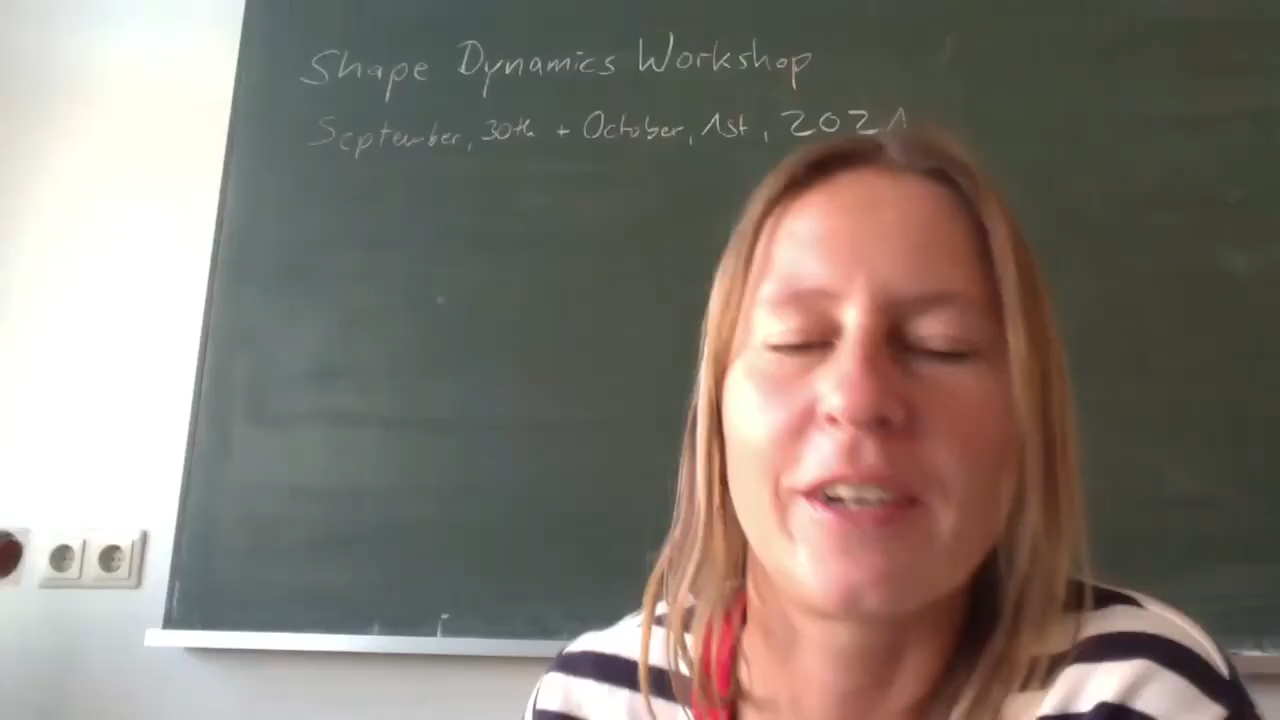 Shape Dynamics Workshop
September, 30th + October, 1st, 2021